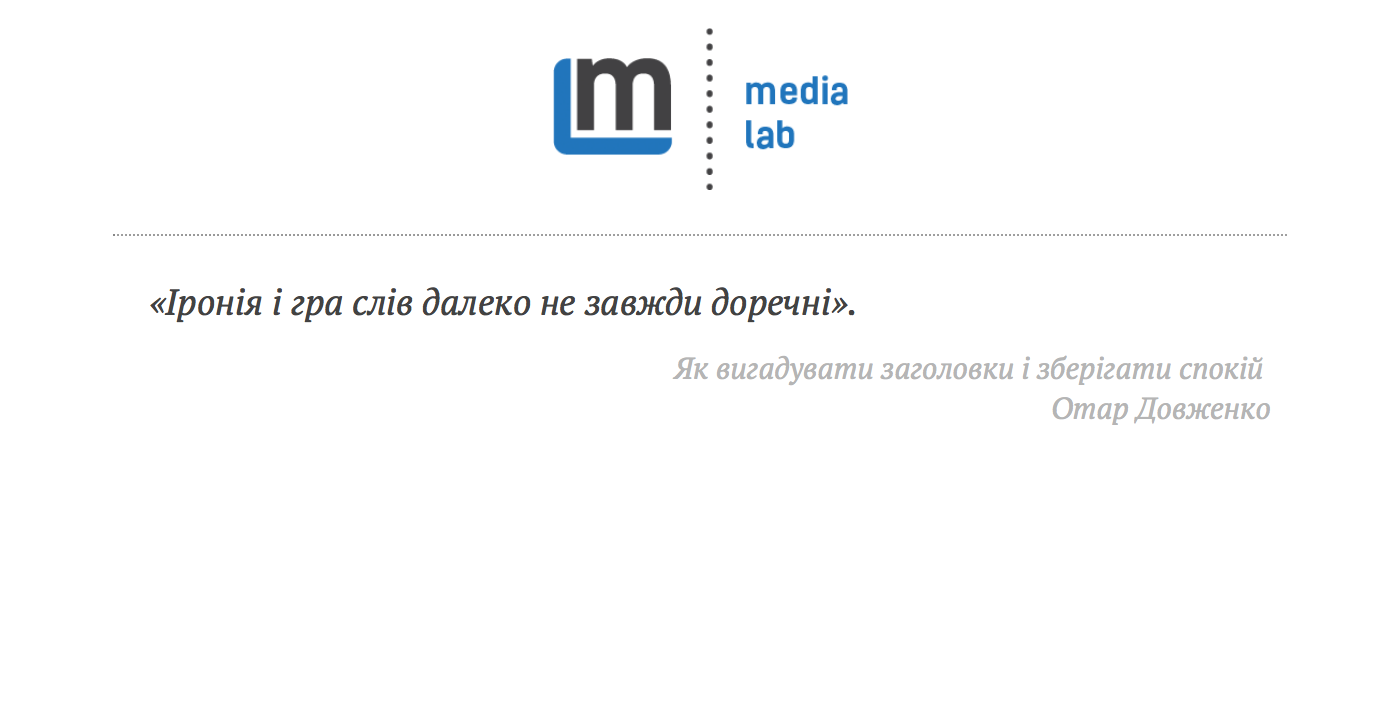 m
media
lab
«Іронія і гра слів далеко не завжди доречні».
Як вигадувати заголовки і зберігати спокій
Отар Довженко